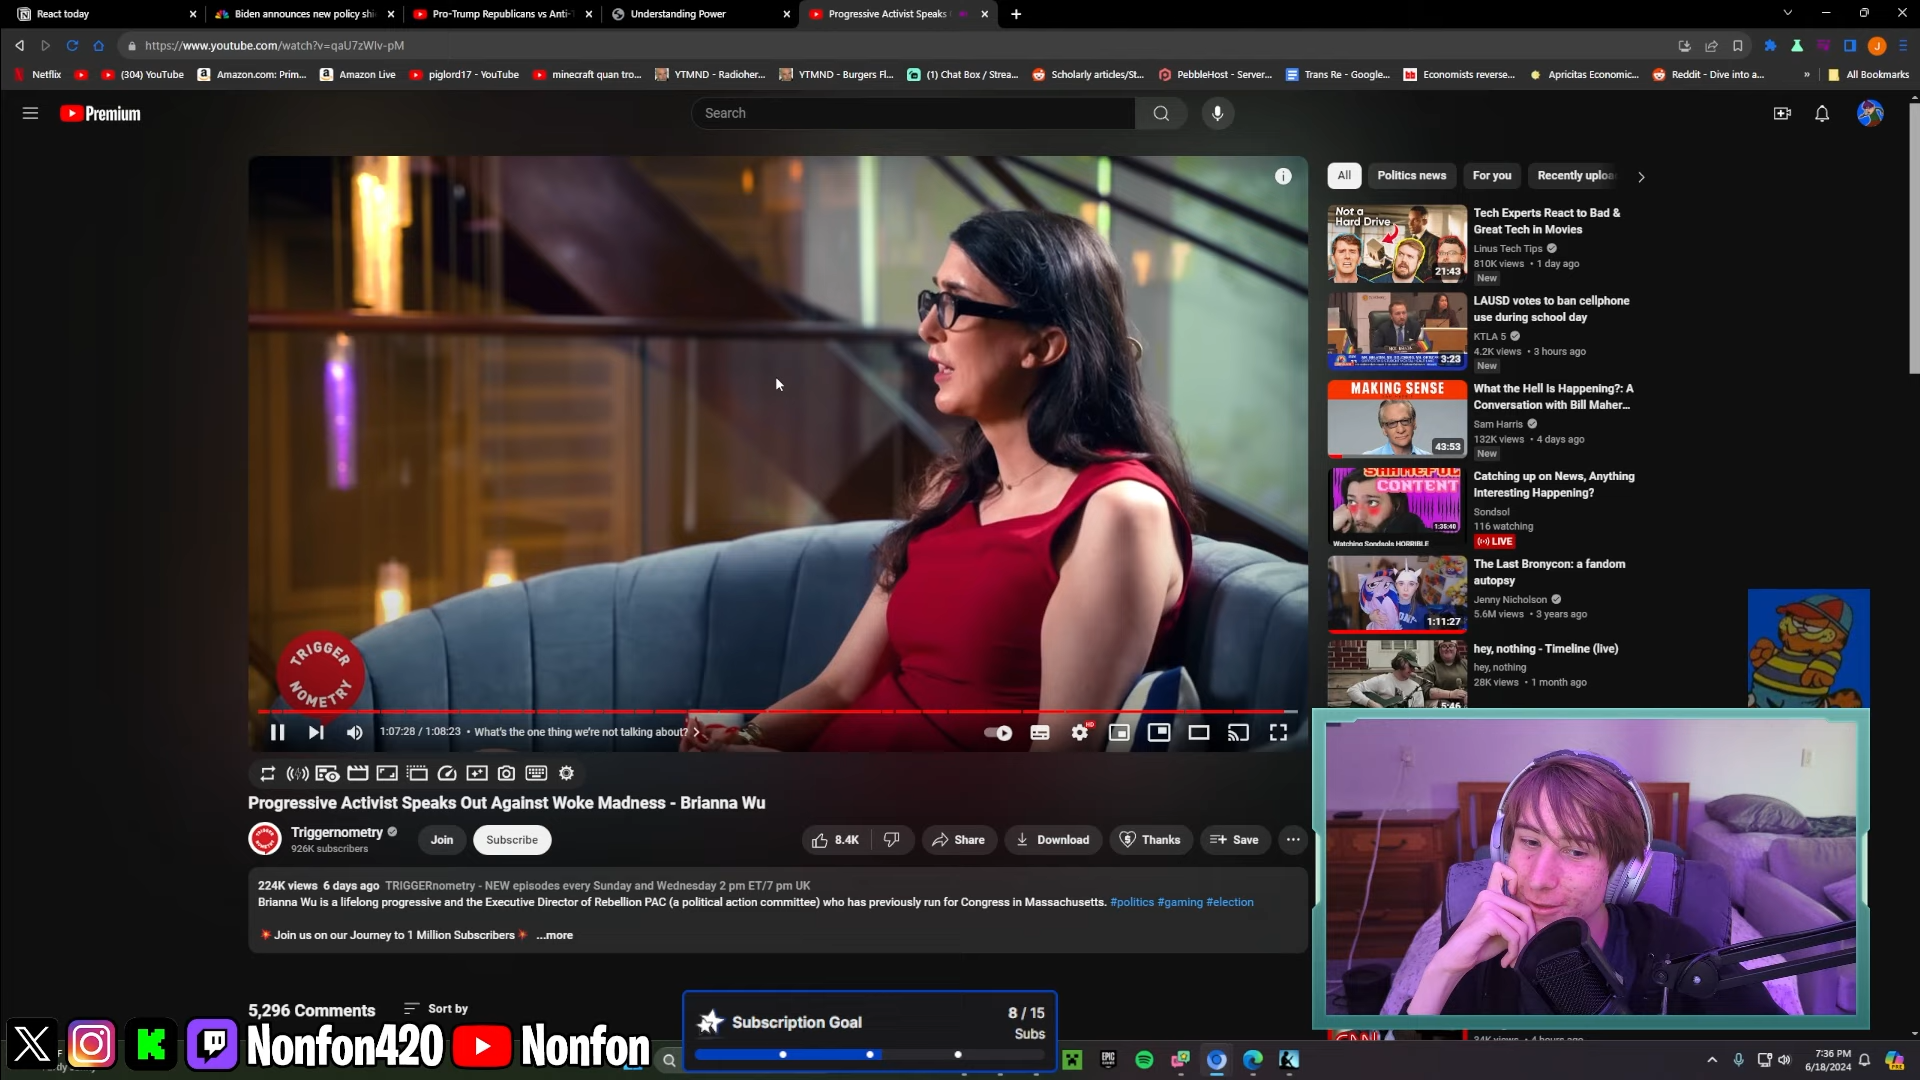 React today
Biden announces new policy shi
Pro-Trump Republicans vs Anti-T
Understanding Power
Progressive Activist Speaks
https://www.youtube.com/watch?v=qaU7zWlv-pM
Netflix
(304) YouTube
Amazon.com: Prim...
Amazon Live
piglord17 - YouTube
minecraft quan tro...
YTMND - Radioher...
YTMND - Burgers Fl...
(1) Chat Box / Strea...
Scholarly articles/St...
PebbleHost - Server...
Trans Re - Google...
Economists reverse...
Apricitas Economic...
Reddit - Dive into a...
»
All Bookmarks
Premium
Search
All
Politics news
For you
Recently uploa
Not a
Hard Drive
21:43
Tech Experts React to Bad &
Great Tech in Movies
Linus Tech Tips
810K views • 1 day ago
New
3:23
LAUSD votes to ban cellphone
use during school day
KTLA 5
4.2K views • 3 hours ago
New
MAKING SENSE
43:53
What the Hell Is Happening?: A
Conversation with Bill Maher...
Sam Harris
132K views • 4 days ago
New
CONTENT
1:35:40
Watching Sondsols HORRIBLE
Catching up on News, Anything
Interesting Happening?
Sondsol
116 watching
LIVE
1:11:27
The Last Bronycon: a fandom
autopsy
Jenny Nicholson
5.6M views • 3 years ago
5:46
hey, nothing - Timeline (live)
hey, nothing
28K views • 1 month ago
TRIGGER
NOMETRY
1:07:28 / 1:08:23 • What's the one thing we're not talking about?
HD
Progressive Activist Speaks Out Against Woke Madness - Brianna Wu
Triggernometry
926K subscribers
Join
Subscribe
8.4K
Share
Download
Thanks
Save
224K views 6 days ago TRIGGERnometry - NEW episodes every Sunday and Wednesday 2 pm ET/7 pm UK
Brianna Wu is a lifelong progressive and the Executive Director of Rebellion PAC (a political action committee) who has previously run for Congress in Massachusetts. #politics #gaming #election
Join us on our Journey to 1 Million Subscribers ...more
5,296 Comments
Sort by
Subscription Goal
8 / 15
Subs
Nonfon420
Nonfon
EPIC
7:36 PM
6/18/2024